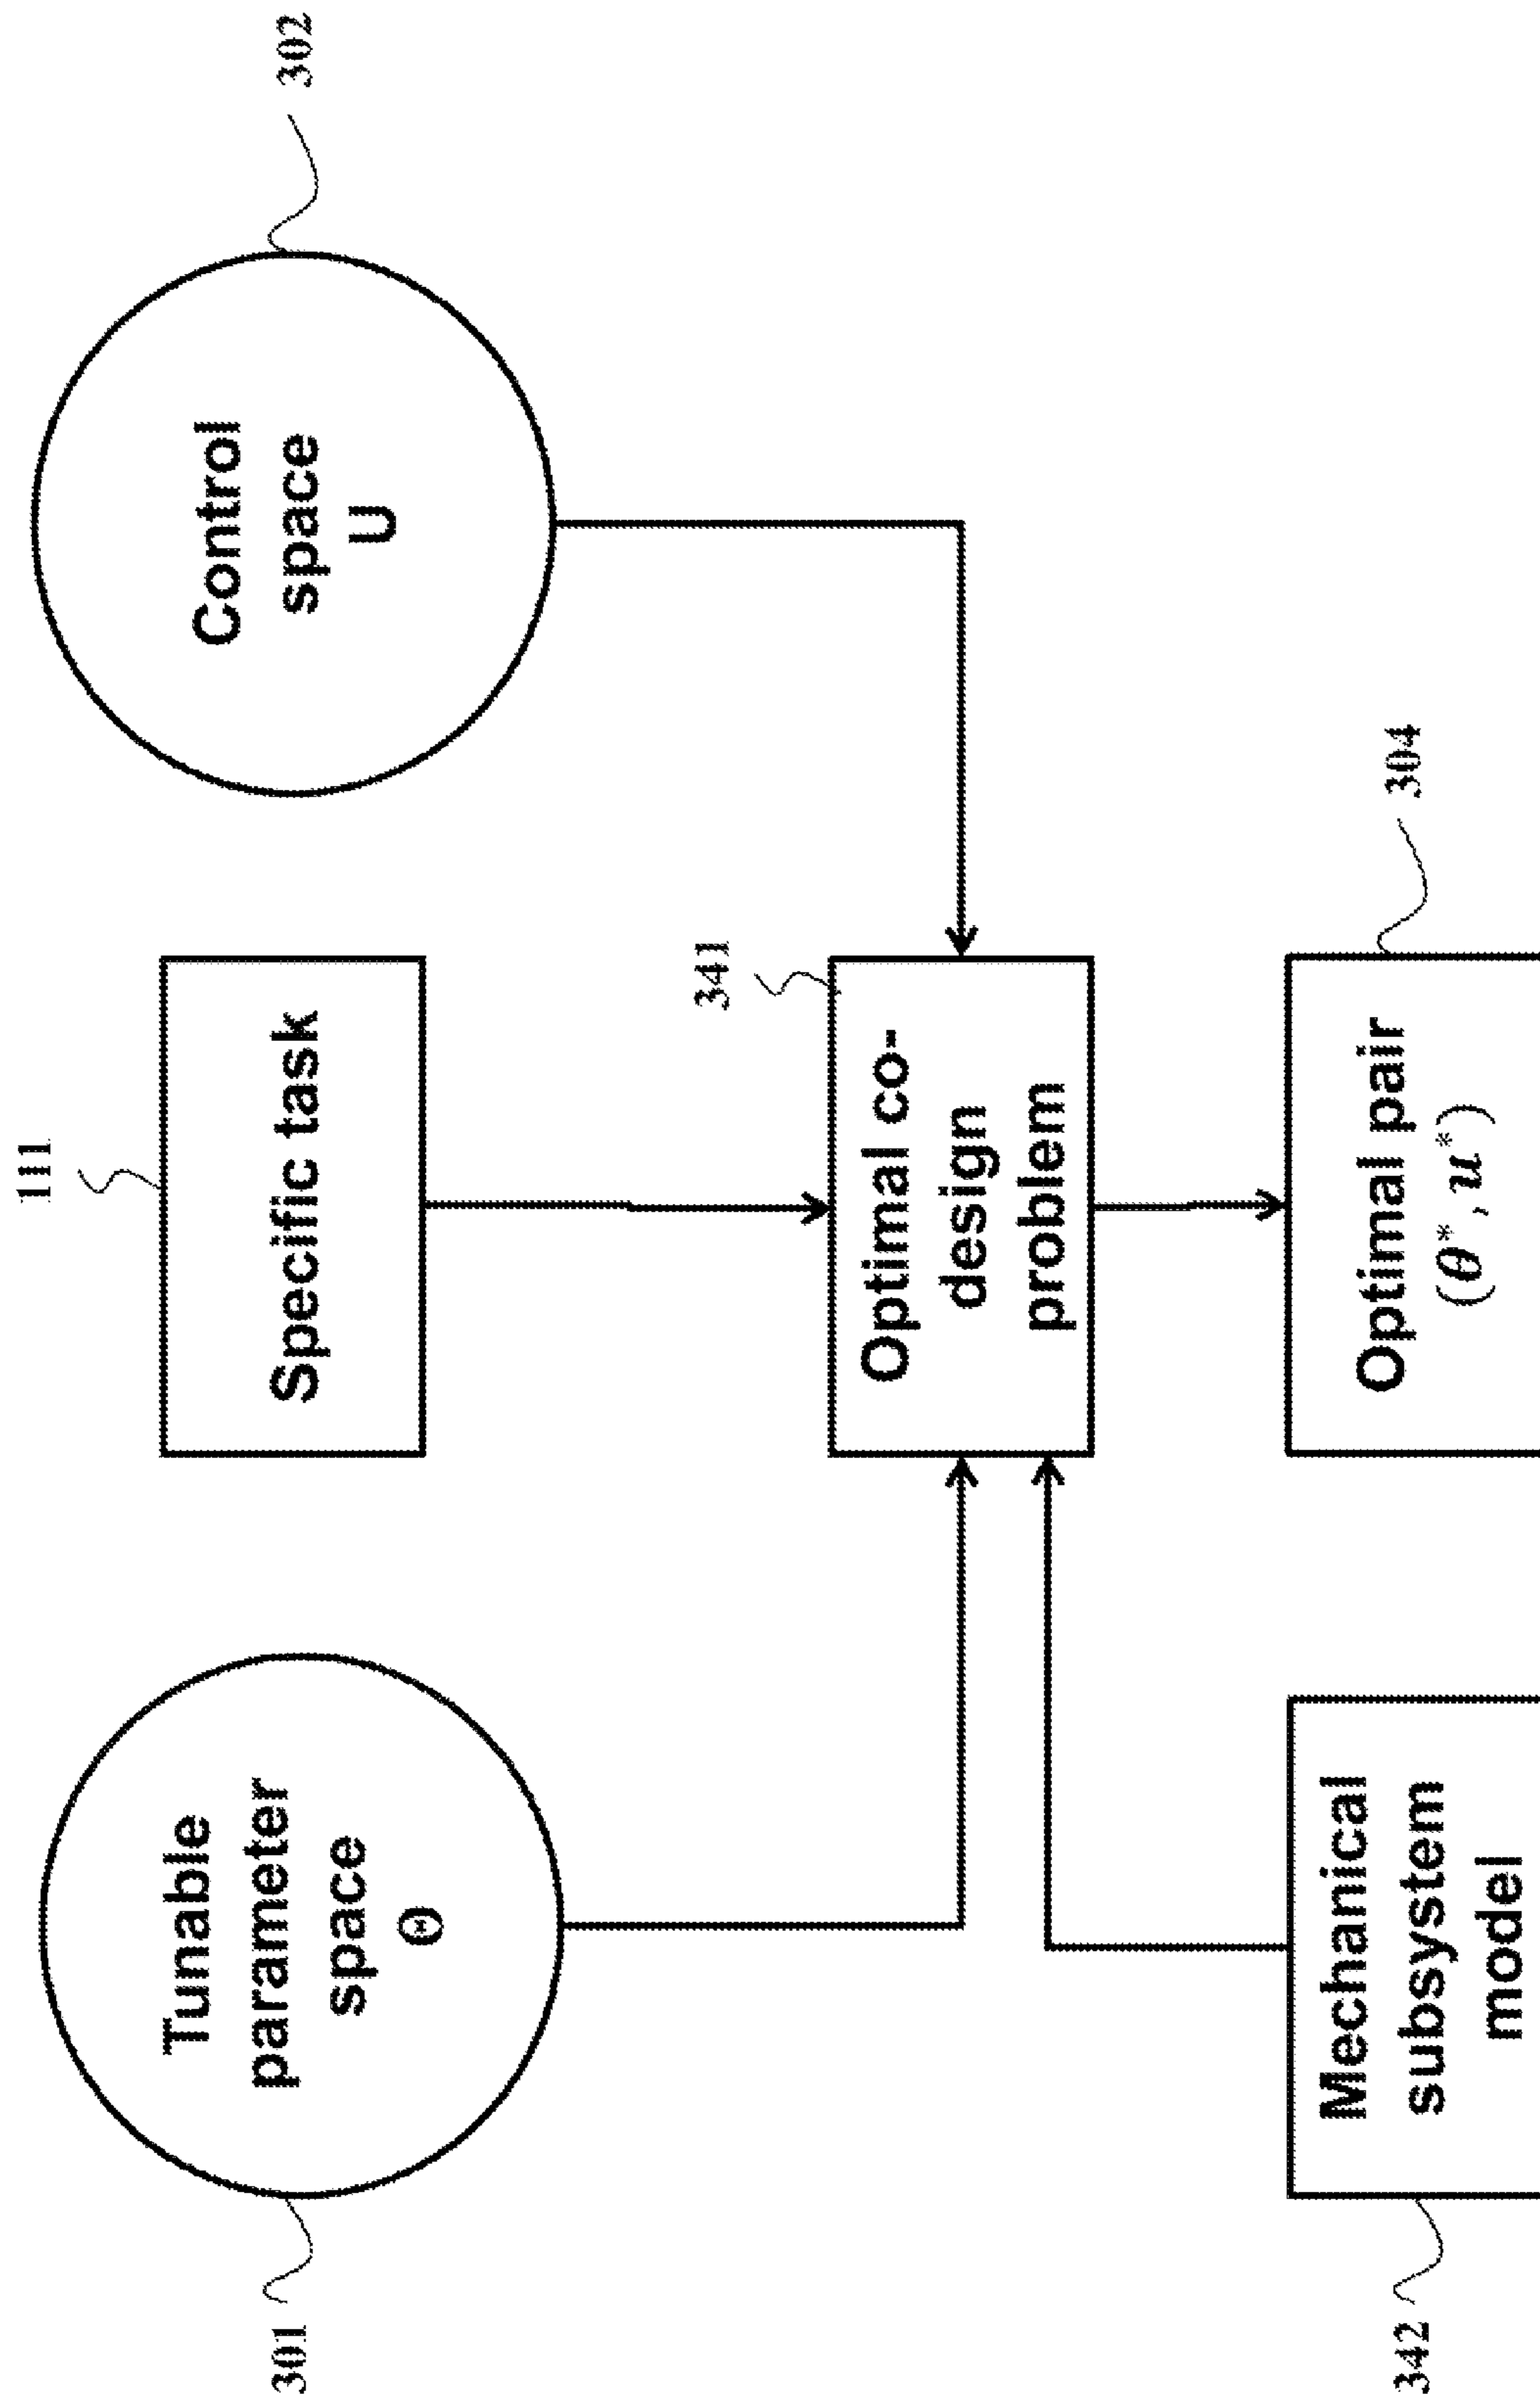 111
301
Tunable
parameter
space
Θ
Specific task
Control
space
U
302
341
Optimal co-
design
problem
342
Mechanical
subsystem
model
Optimal pair
(θ*, u*)
304